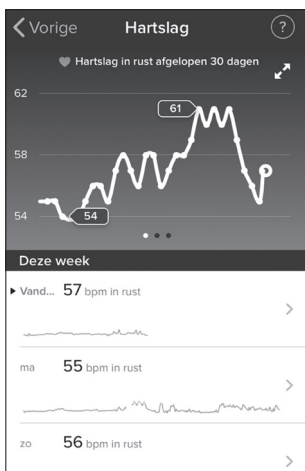 Vorige Hartslag ?
Hartslag in rust afgelopen 30 dagen
62
61
58
54
54
Deze week
Vand... 57 bpm in rust
ma 55 bpm in rust
zo 56 bpm in rust